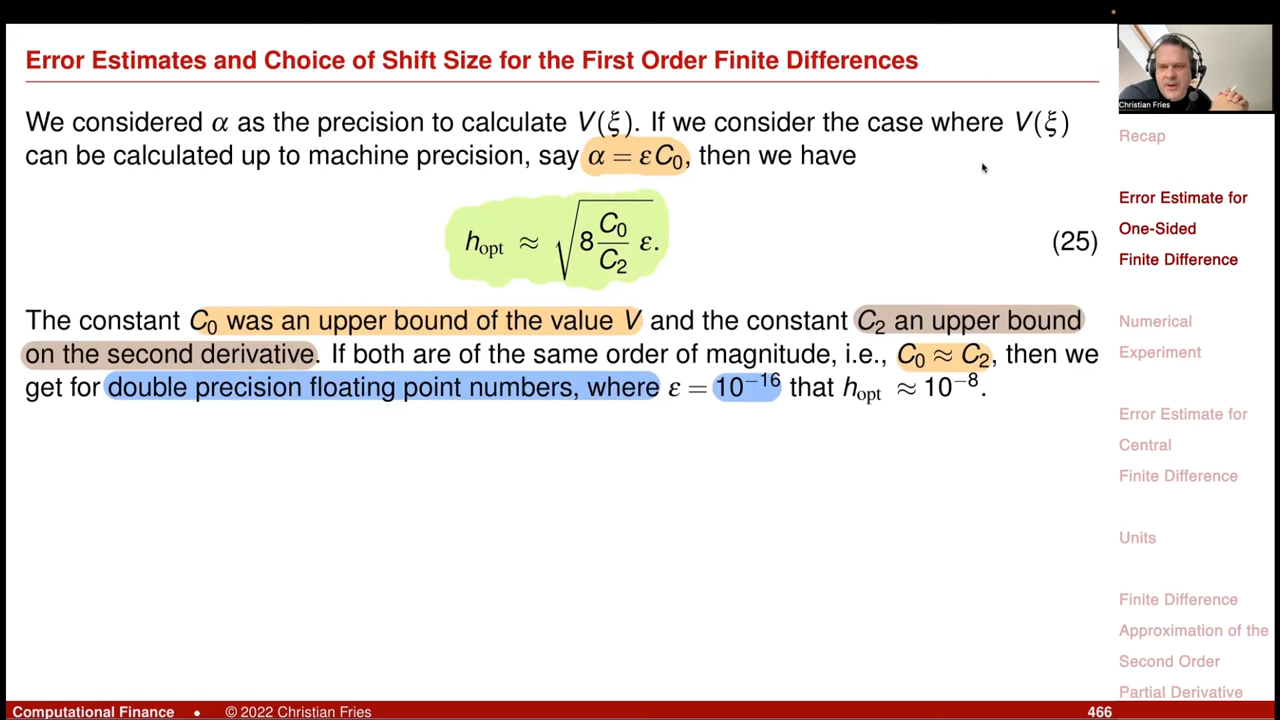 Error Estimates and Choice of Shift Size for the First Order Finite Differences
We considered α as the precision to calculate V(ξ). If we consider the case where V(ξ)
can be calculated up to machine precision, say α = εC₀, then we have
h_opt ≈ √(8 C₀/C₂ ε). (25)
The constant C₀ was an upper bound of the value V and the constant C₂ an upper bound
on the second derivative. If both are of the same order of magnitude, i.e., C₀ ≈ C₂, then we
get for double precision floating point numbers, where ε = 10⁻¹⁶ that h_opt ≈ 10⁻⁸.
Christian Fries
Recap
Error Estimate for
One-Sided
Finite Difference
Numerical
Experiment
Error Estimate for
Central
Finite Difference
Units
Finite Difference
Approximation of the
Second Order
Partial Derivative
Computational Finance • © 2022 Christian Fries 466